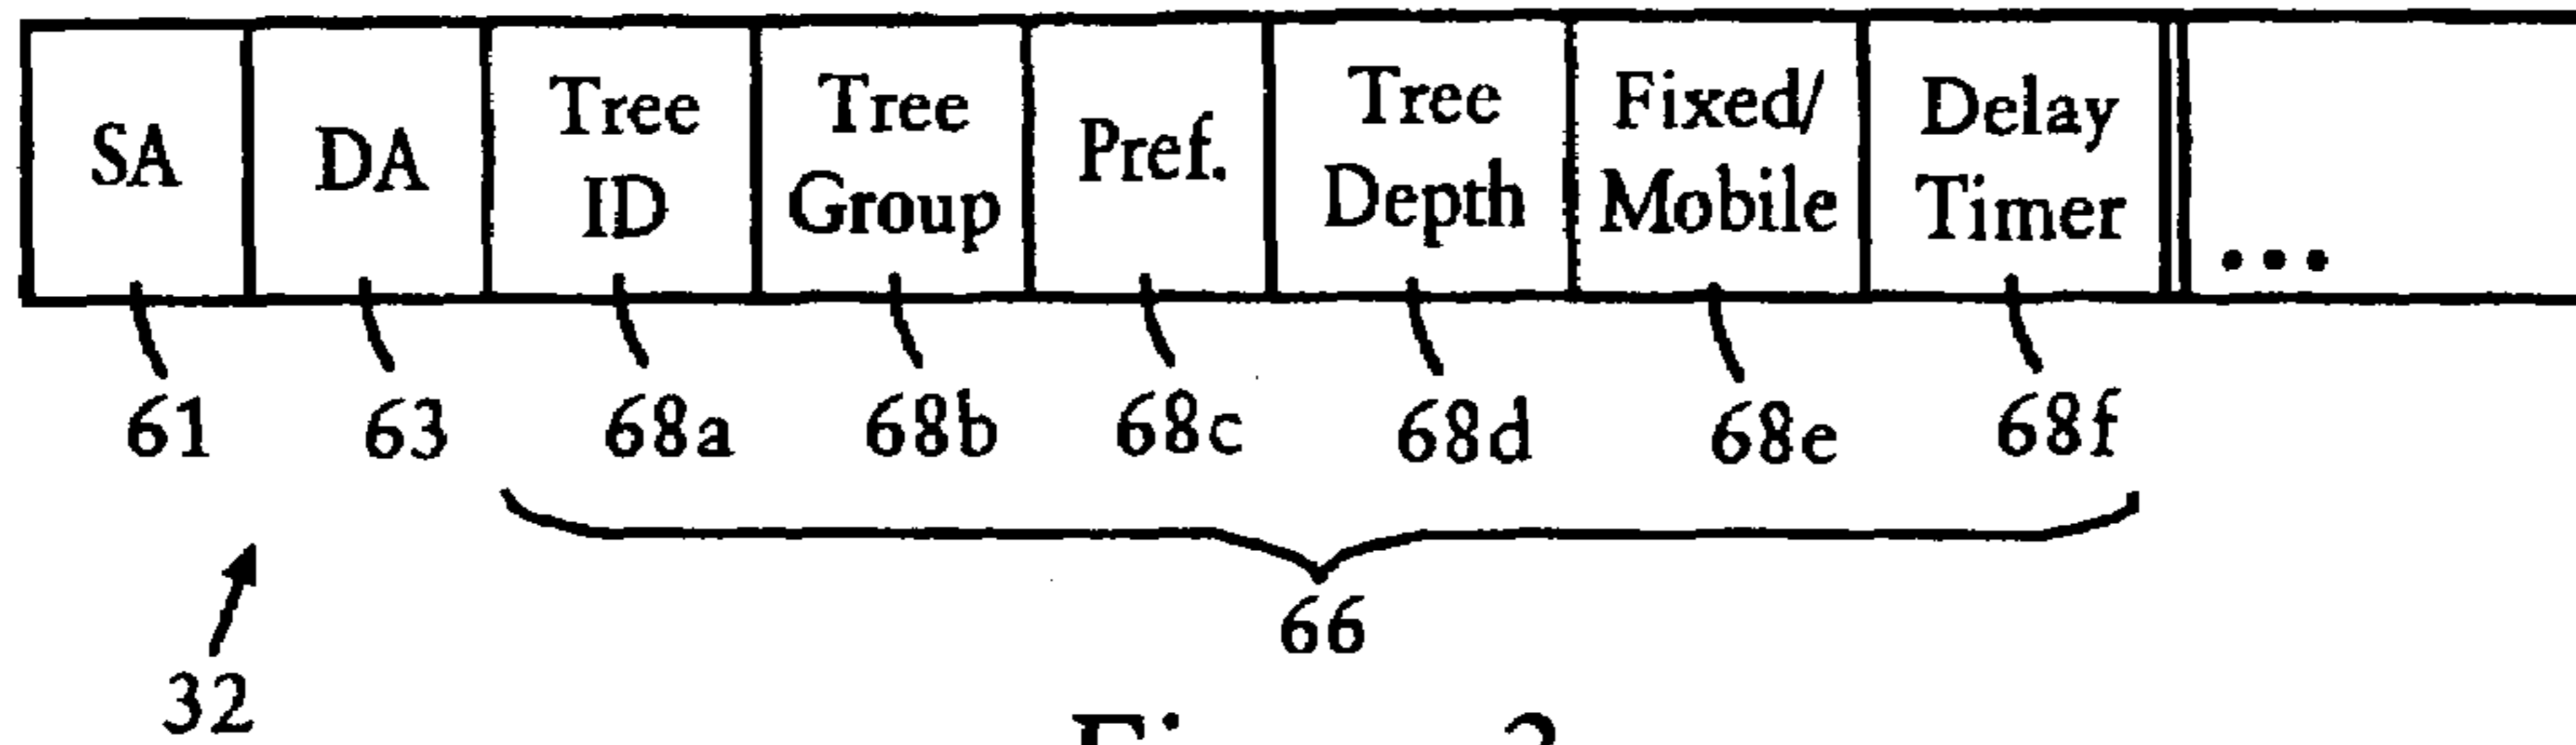 SA
DA
Tree
ID
Tree
Group
Pref.
Tree
Depth
Fixed/
Mobile
Delay
Timer
...
61
63
68a
68b
68c
68d
68e
68f
66
32